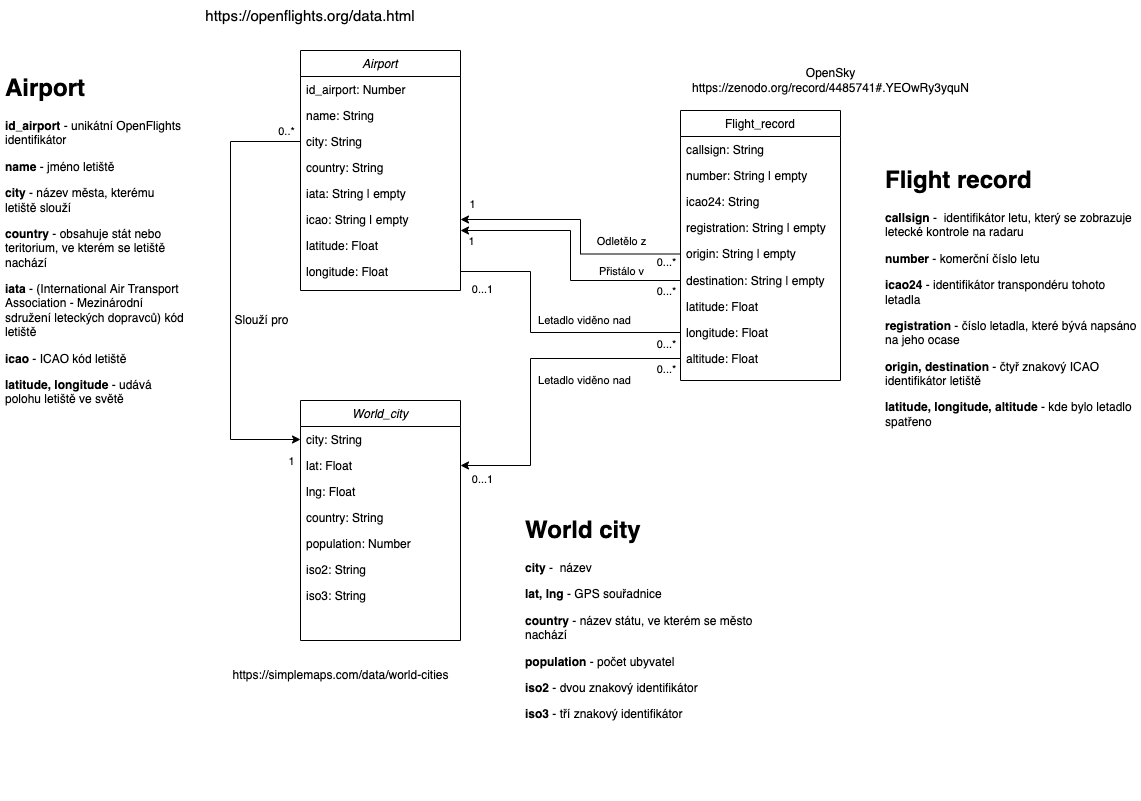 https://openflights.org/data.html
Airport
id_airport - unikátní OpenFlights
identifikátor
name - jméno letiště
city - název města, kterému
letiště slouží
country - obsahuje stát nebo
teritorium, ve kterém se letiště
nachází
iata - (International Air Transport
Association - Mezinárodní
sdružení leteckých dopravců) kód
letiště
icao - ICAO kód letiště
latitude, longitude - udává
polohu letiště ve světě
Airport
id_airport: Number
name: String
city: String
country: String
iata: String | empty
icao: String | empty
latitude: Float
longitude: Float
0..*
Slouží pro
1
1
1
0...1
Odletělo z
0...*
Přistálo v
0...*
Letadlo viděno nad
0...*
0...*
Letadlo viděno nad
0...1
OpenSky
https://zenodo.org/record/4485741#.YEOwRy3yquN
Flight_record
callsign: String
number: String | empty
icao24: String
registration: String | empty
origin: String | empty
destination: String | empty
latitude: Float
longitude: Float
altitude: Float
Flight record
callsign -  identifikátor letu, který se zobrazuje
letecké kontrole na radaru
number - komerční číslo letu
icao24 - identifikátor transpondéru tohoto
letadla
registration - číslo letadla, které bývá napsáno
na jeho ocase
origin, destination - čtyř znakový ICAO
identifikátor letiště
latitude, longitude, altitude - kde bylo letadlo
spatřeno
World_city
city: String
lat: Float
lng: Float
country: String
population: Number
iso2: String
iso3: String
https://simplemaps.com/data/world-cities
World city
city -  název
lat, lng - GPS souřadnice
country - název státu, ve kterém se město
nachází
population - počet ubyvatel
iso2 - dvou znakový identifikátor
iso3 - tří znakový identifikátor